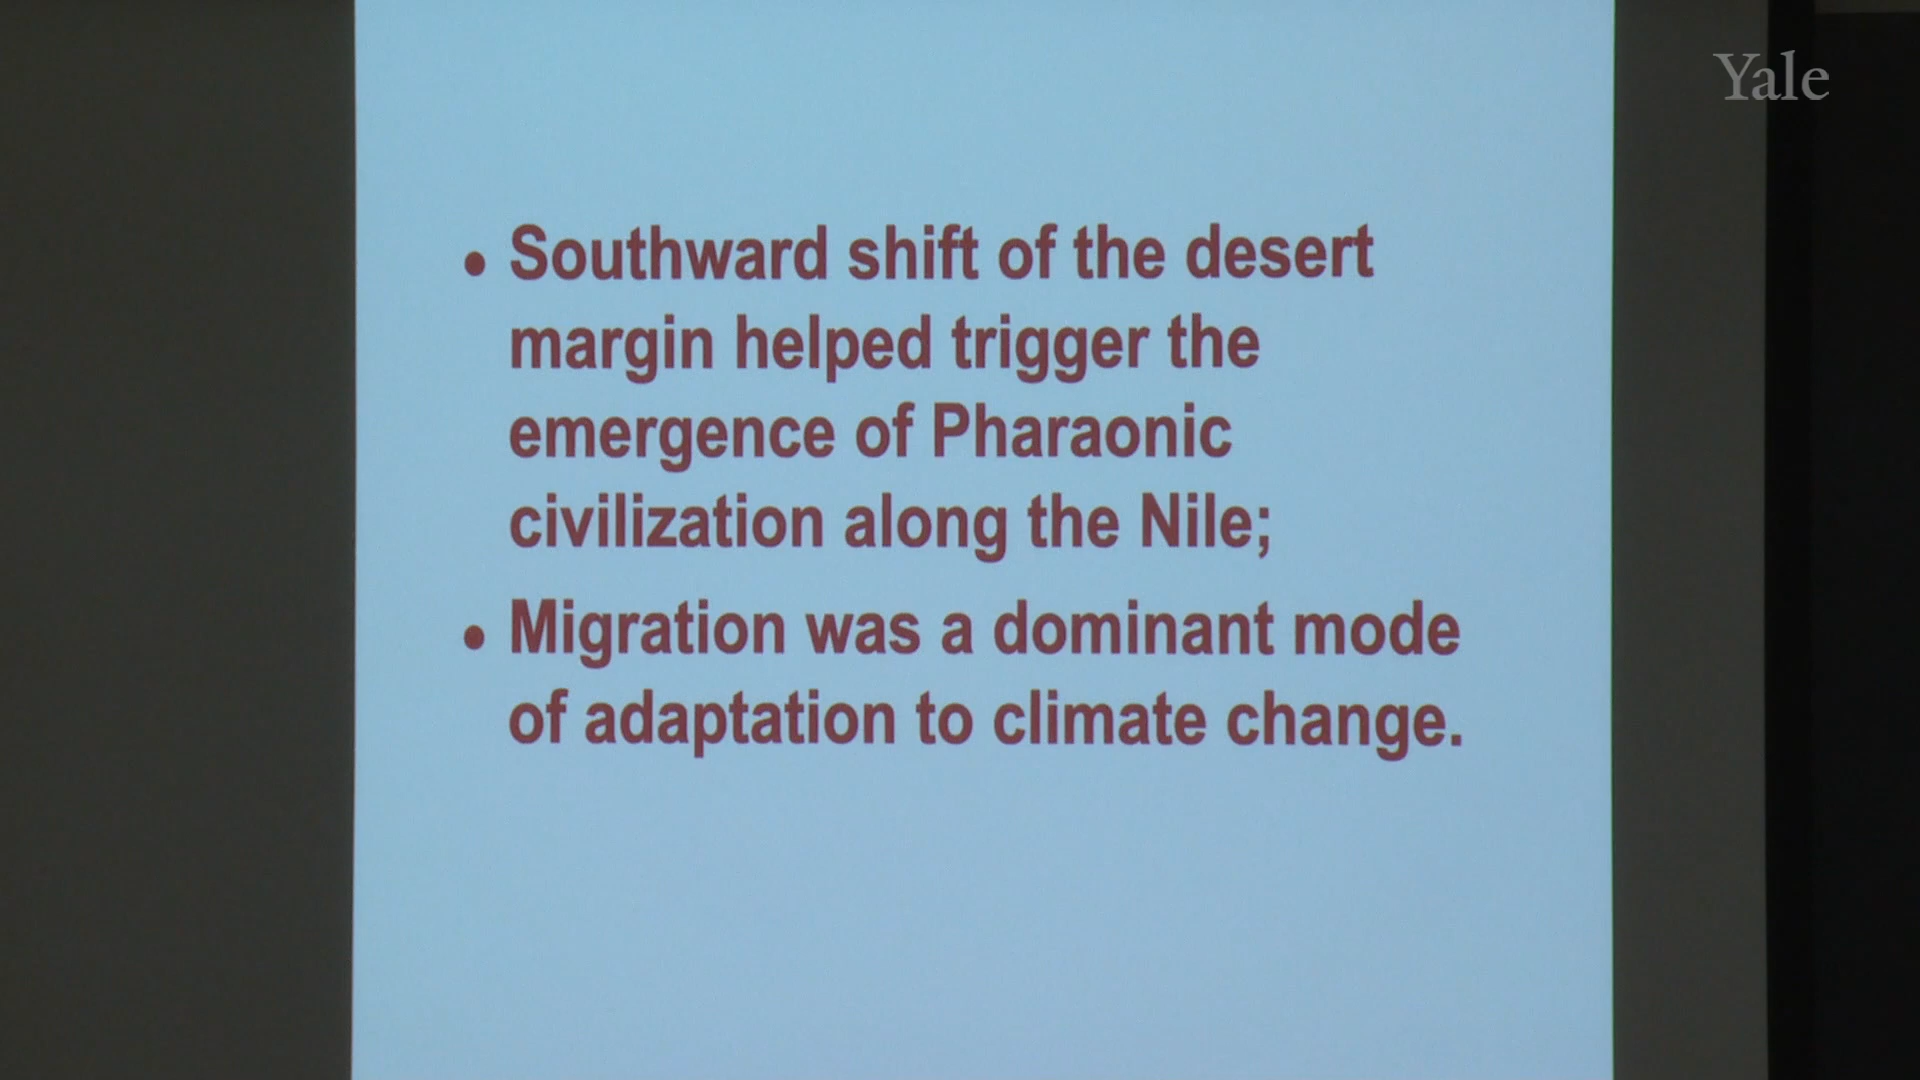 Yale
• Southward shift of the desert
margin helped trigger the
emergence of Pharaonic
civilization along the Nile;
• Migration was a dominant mode
of adaptation to climate change.